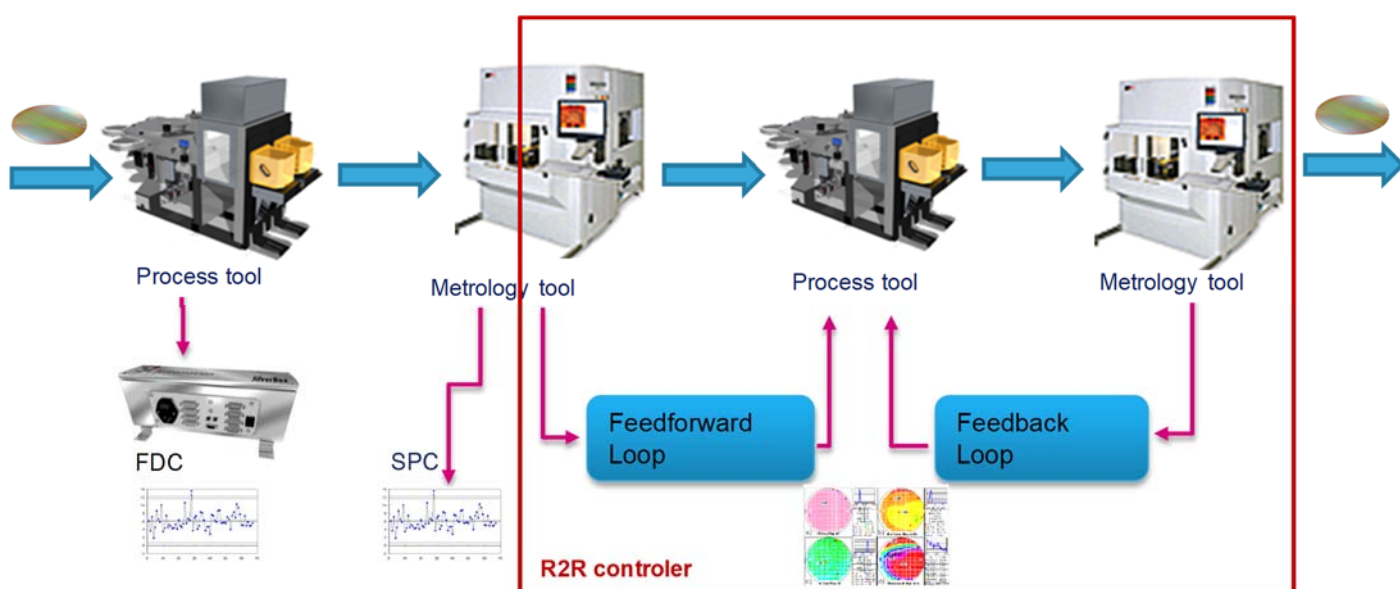 Process tool
Metrology tool
Process tool
Metrology tool
FDC
SPC
Feedforward
Loop
Feedback
Loop
R2R controler